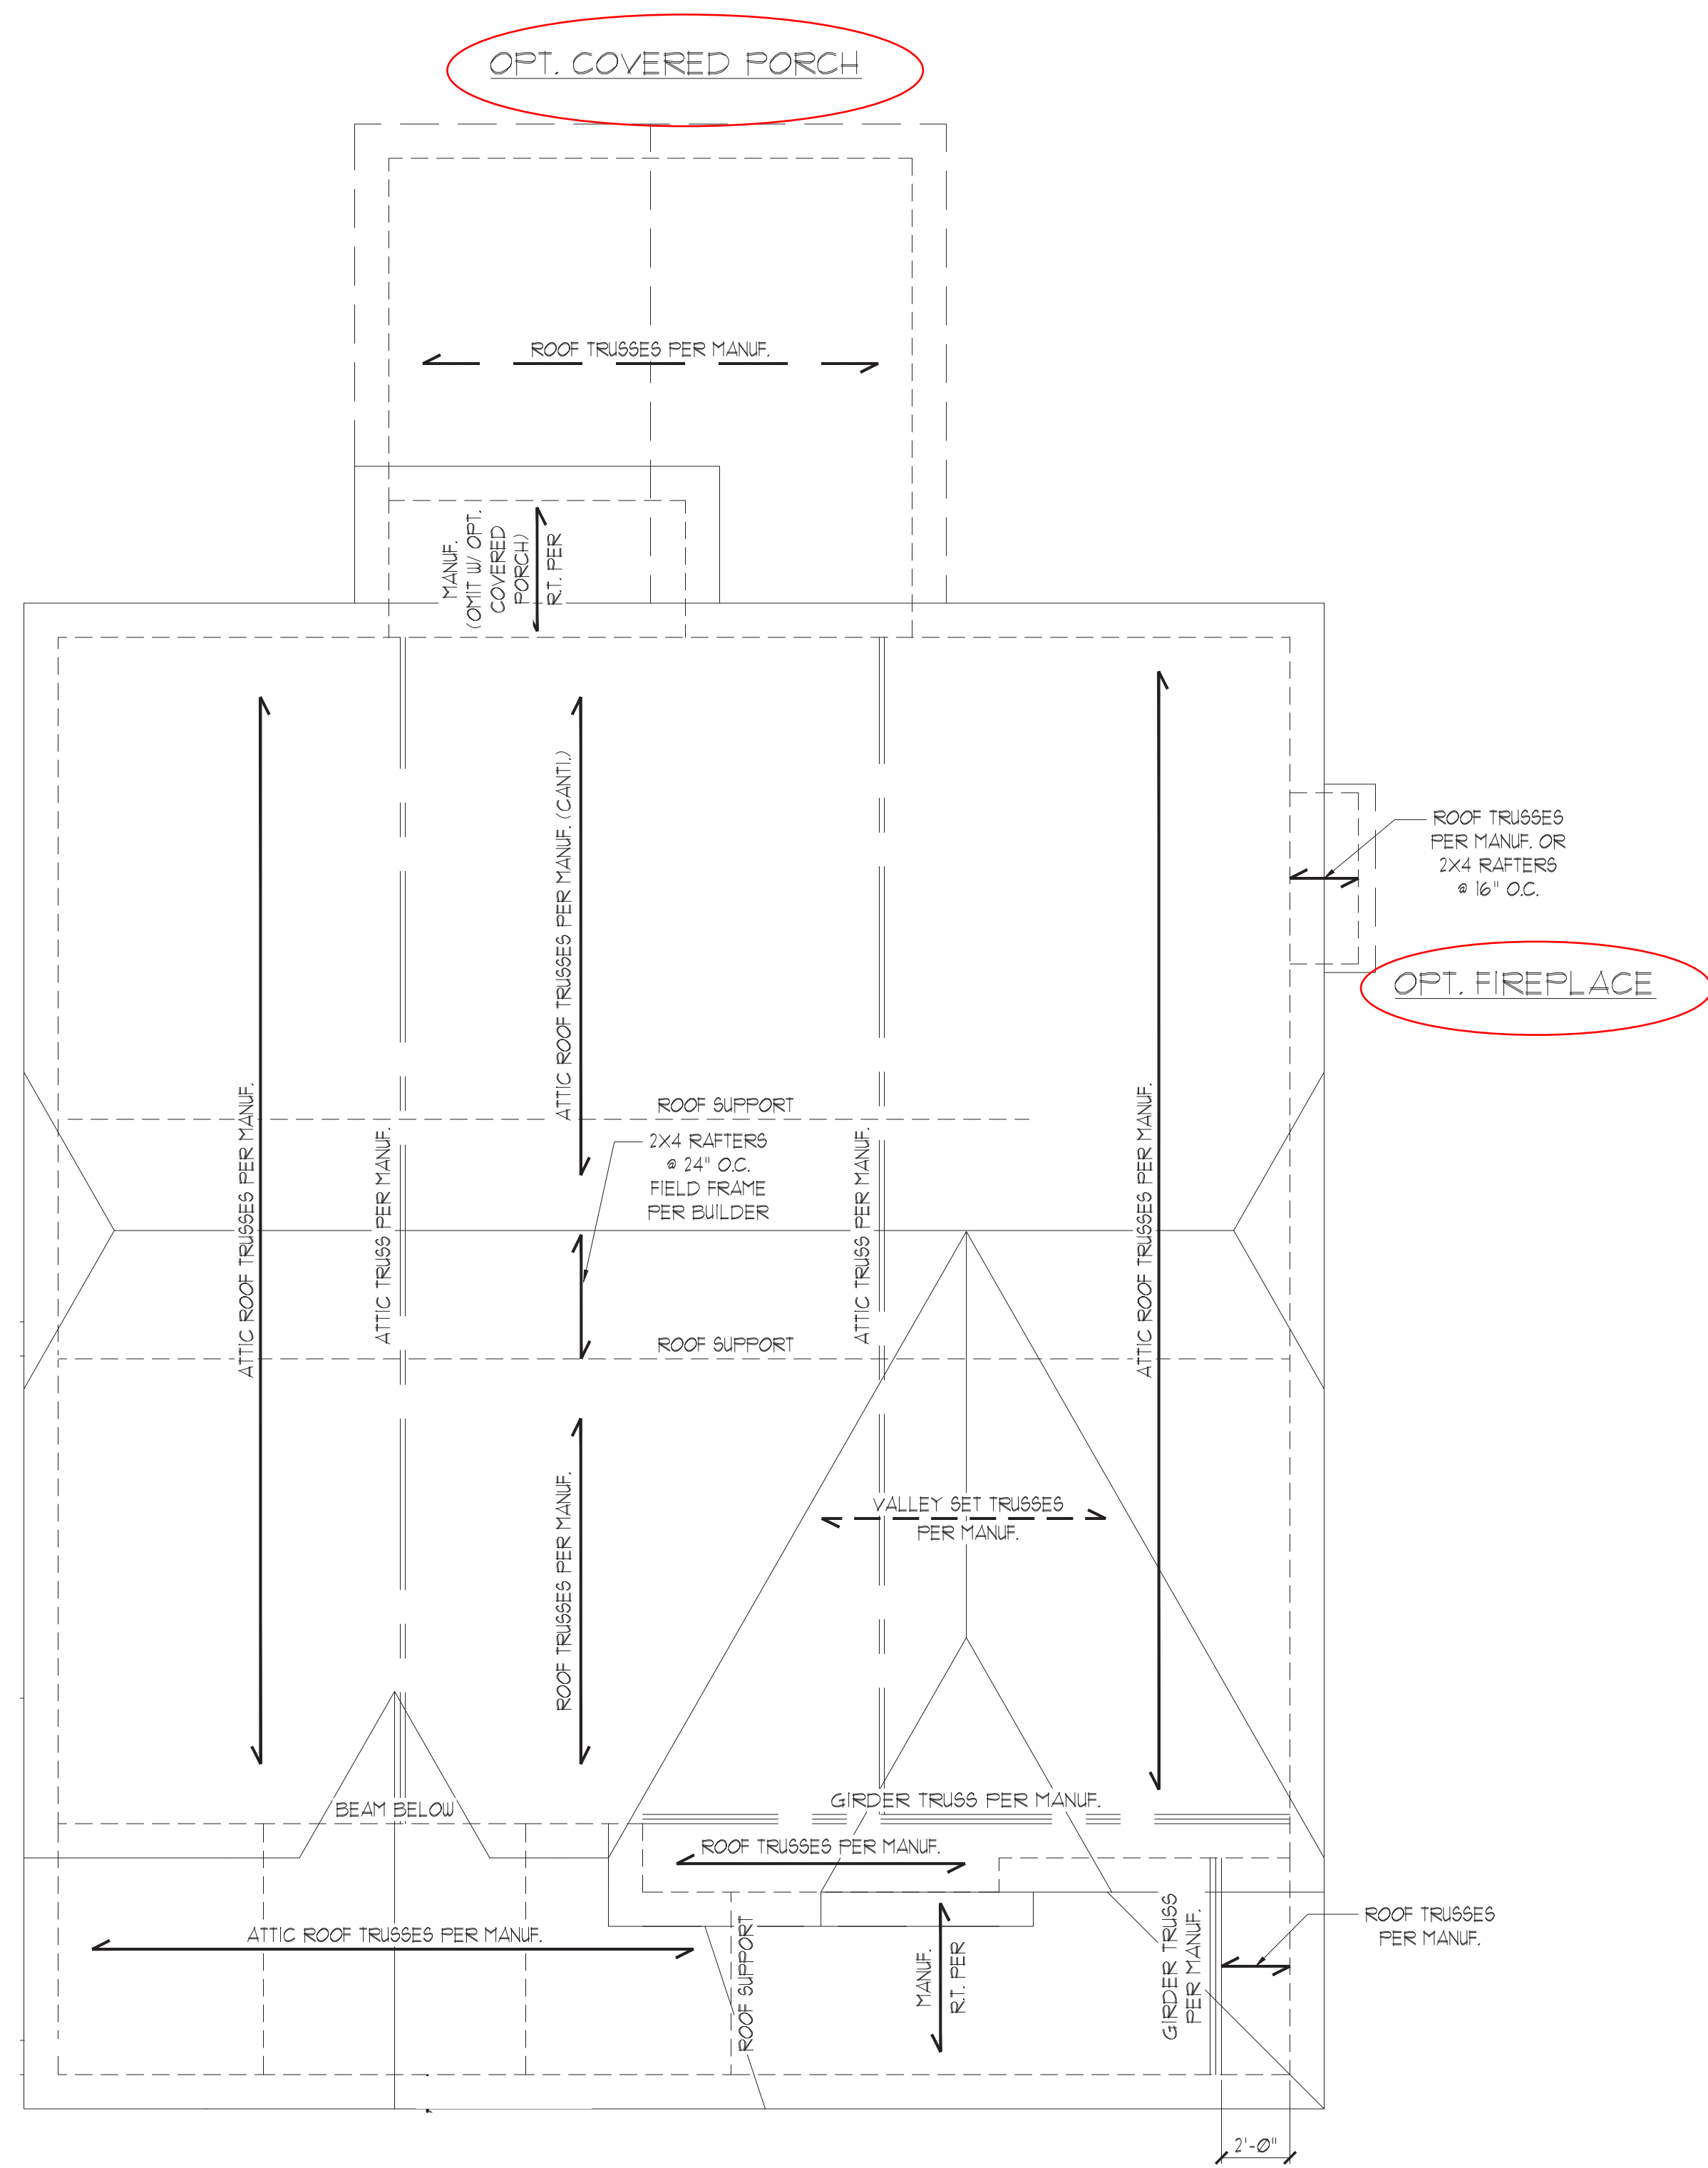 OPT. COVERED PORCH
ROOF TRUSSES PER MANUF.
MANUF.
(OMIT W/ OPT.
COVERED
PORCH)
R.T. PER
ATTIC ROOF TRUSSES PER MANUF. (CANTI.)
ROOF TRUSSES
PER MANUF. OR
2X4 RAFTERS
@ 16" O.C.
OPT. FIREPLACE
ATTIC ROOF TRUSSES PER MANUF.
ATTIC TRUSS PER MANUF.
ROOF SUPPORT
2X4 RAFTERS
@ 24" O.C.
FIELD FRAME
PER BUILDER
ATTIC TRUSS PER MANUF.
ATTIC ROOF TRUSSES PER MANUF.
ROOF SUPPORT
ROOF TRUSSES PER MANUF.
VALLEY SET TRUSSES
PER MANUF.
BEAM BELOW
GIRDER TRUSS PER MANUF.
ROOF TRUSSES PER MANUF.
ATTIC ROOF TRUSSES PER MANUF.
ROOF SUPPORT
MANUF.
R.T. PER
GIRDER TRUSS
PER MANUF.
ROOF TRUSSES
PER MANUF.
2'-0"